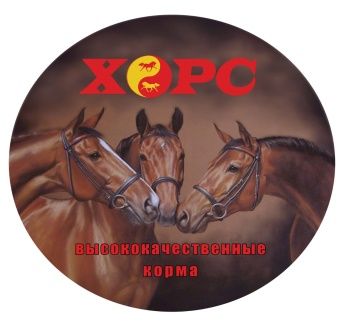 ХОРС
высококачественные
корма